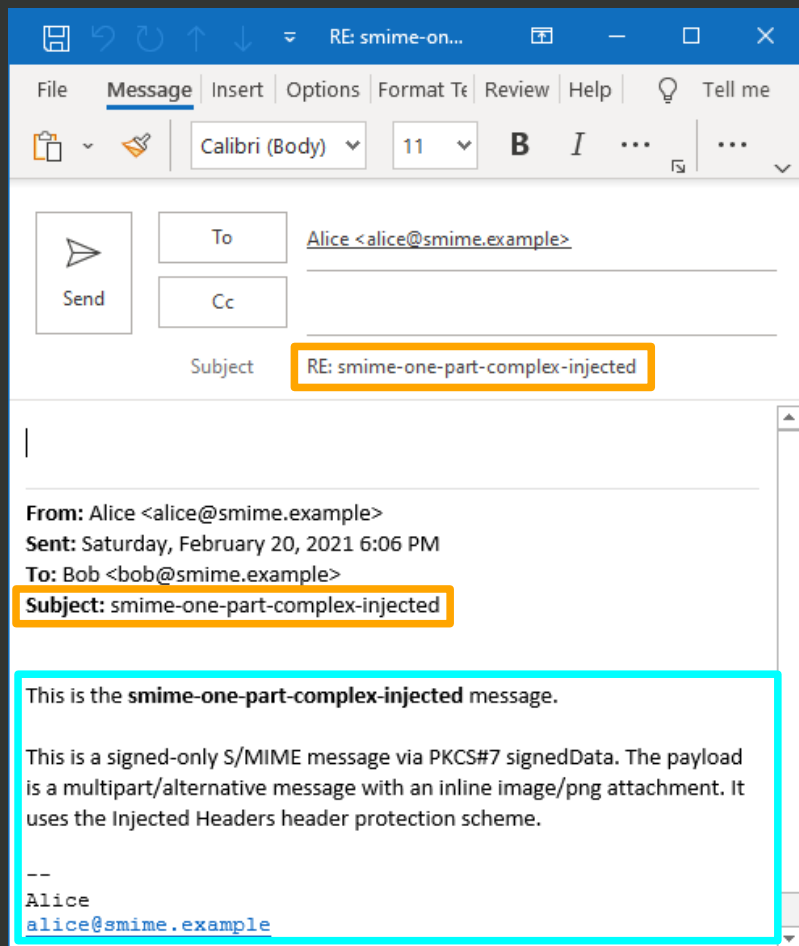 RE: smime-on...
File Message Insert Options Format Te Review Help Tell me
Calibri (Body) 11 B I ... ...
Send
To Alice <alice@smime.example>
Cc
Subject RE: smime-one-part-complex-injected
From: Alice <alice@smime.example>
Sent: Saturday, February 20, 2021 6:06 PM
To: Bob <bob@smime.example>
Subject: smime-one-part-complex-injected
This is the smime-one-part-complex-injected message.
This is a signed-only S/MIME message via PKCS#7 signedData. The payload
is a multipart/alternative message with an inline image/png attachment. It
uses the Injected Headers header protection scheme.
--
Alice
alice@smime.example